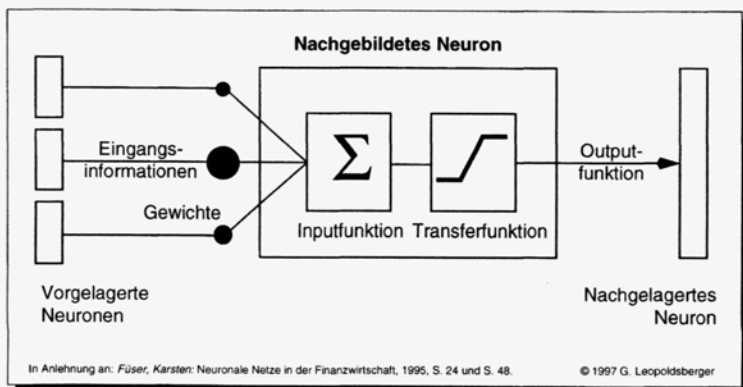 Nachgebildetes Neuron
Eingangs-
informationen
Gewichte
Σ
Inputfunktion
Transferfunktion
Output-
funktion
Vorgelagerte
Neuronen
Nachgelagertes
Neuron
In Anlehnung an: Füser, Karsten: Neuronale Netze in der Finanzwirtschaft, 1995, S. 24 und S. 48.
© 1997 G. Leopoldsberger